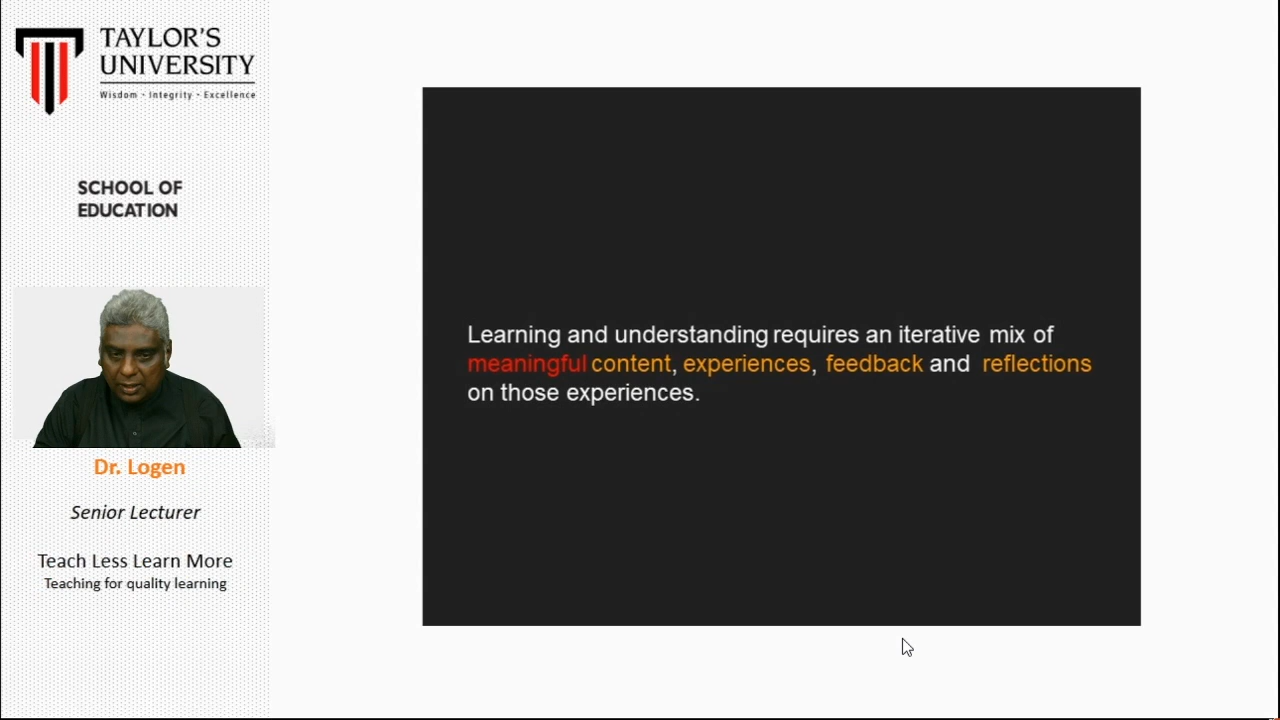 TAYLOR'S
UNIVERSITY
Wisdom · Integrity · Excellence
SCHOOL OF
EDUCATION
Dr. Logen
Senior Lecturer
Teach Less Learn More
Teaching for quality learning
Learning and understanding requires an iterative mix of
meaningful content, experiences, feedback and reflections
on those experiences.